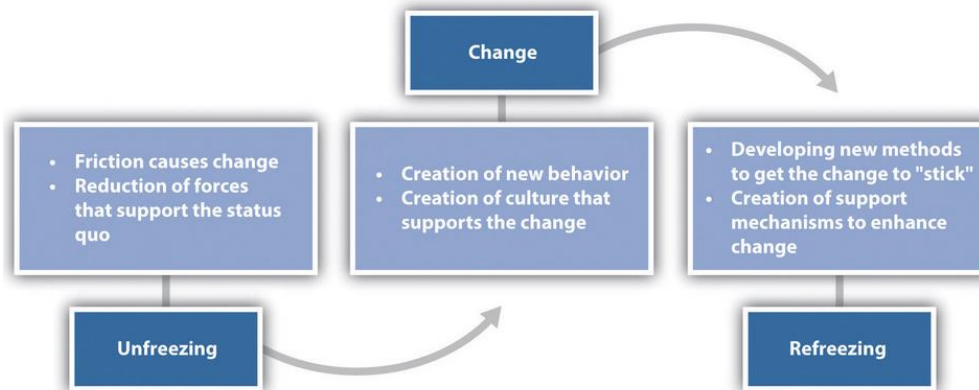 Change
• Friction causes change
• Reduction of forces
that support the status
quo
• Creation of new behavior
• Creation of culture that
supports the change
• Developing new methods
to get the change to "stick"
• Creation of support
mechanisms to enhance
change
Unfreezing
Refreezing